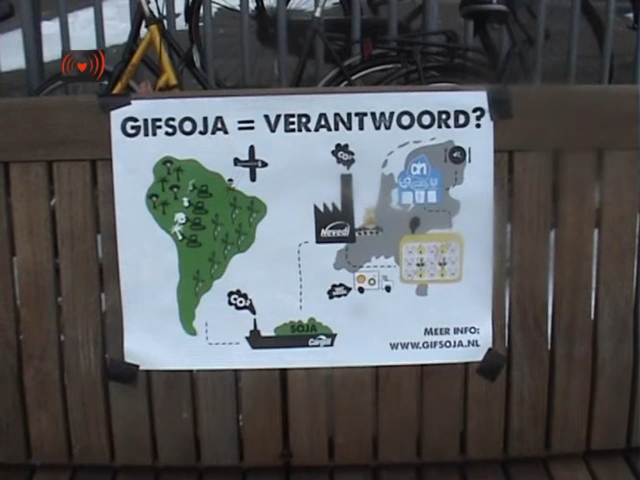 GIFSOJA = VERANTWOORD?
CO2
ah
Nevedi
CO2
SOJA
Cargill
MEER INFO:
WWW.GIFSOJA.NL